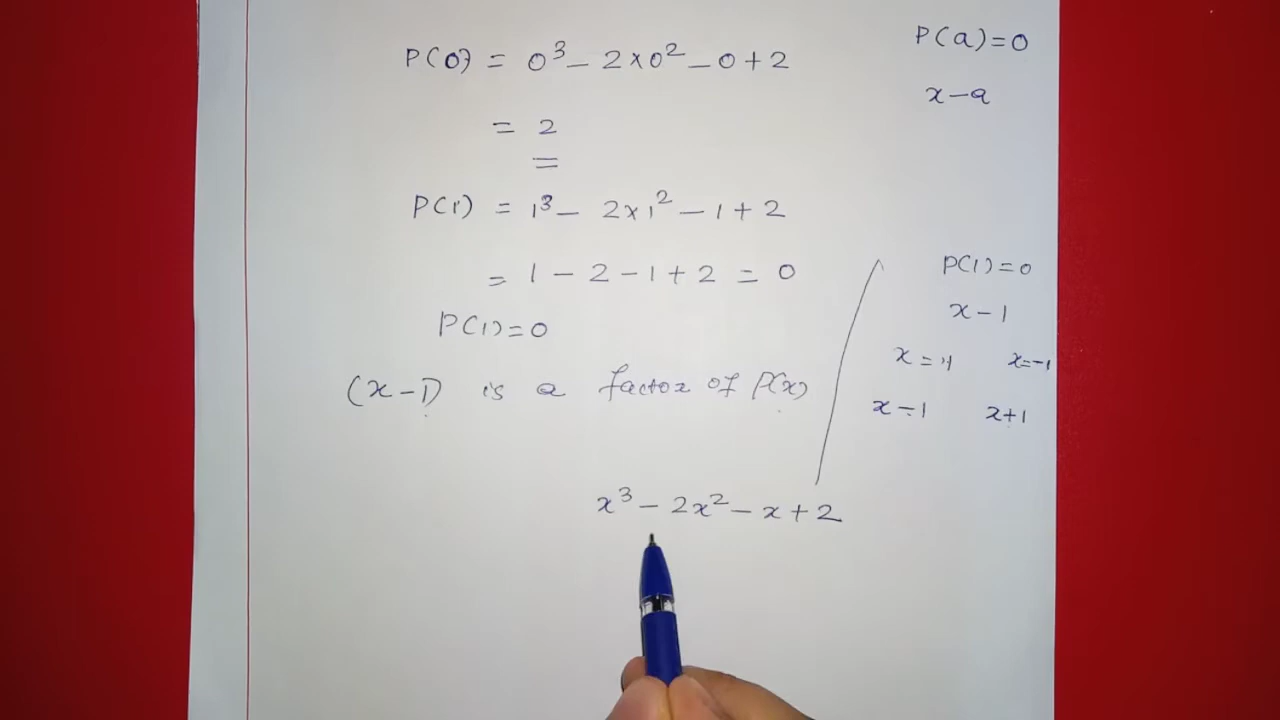 P(0) = 0³ - 2×0² - 0 + 2
= 2
P(1) = 1³ - 2×1² - 1 + 2
= 1 - 2 - 1 + 2 = 0
P(1) = 0
(x-1) is a factor of P(x)
x³ - 2x² - x + 2
P(a) = 0
x - a
P(1) = 0
x - 1
x = 1 x = -1
x - 1 x + 1